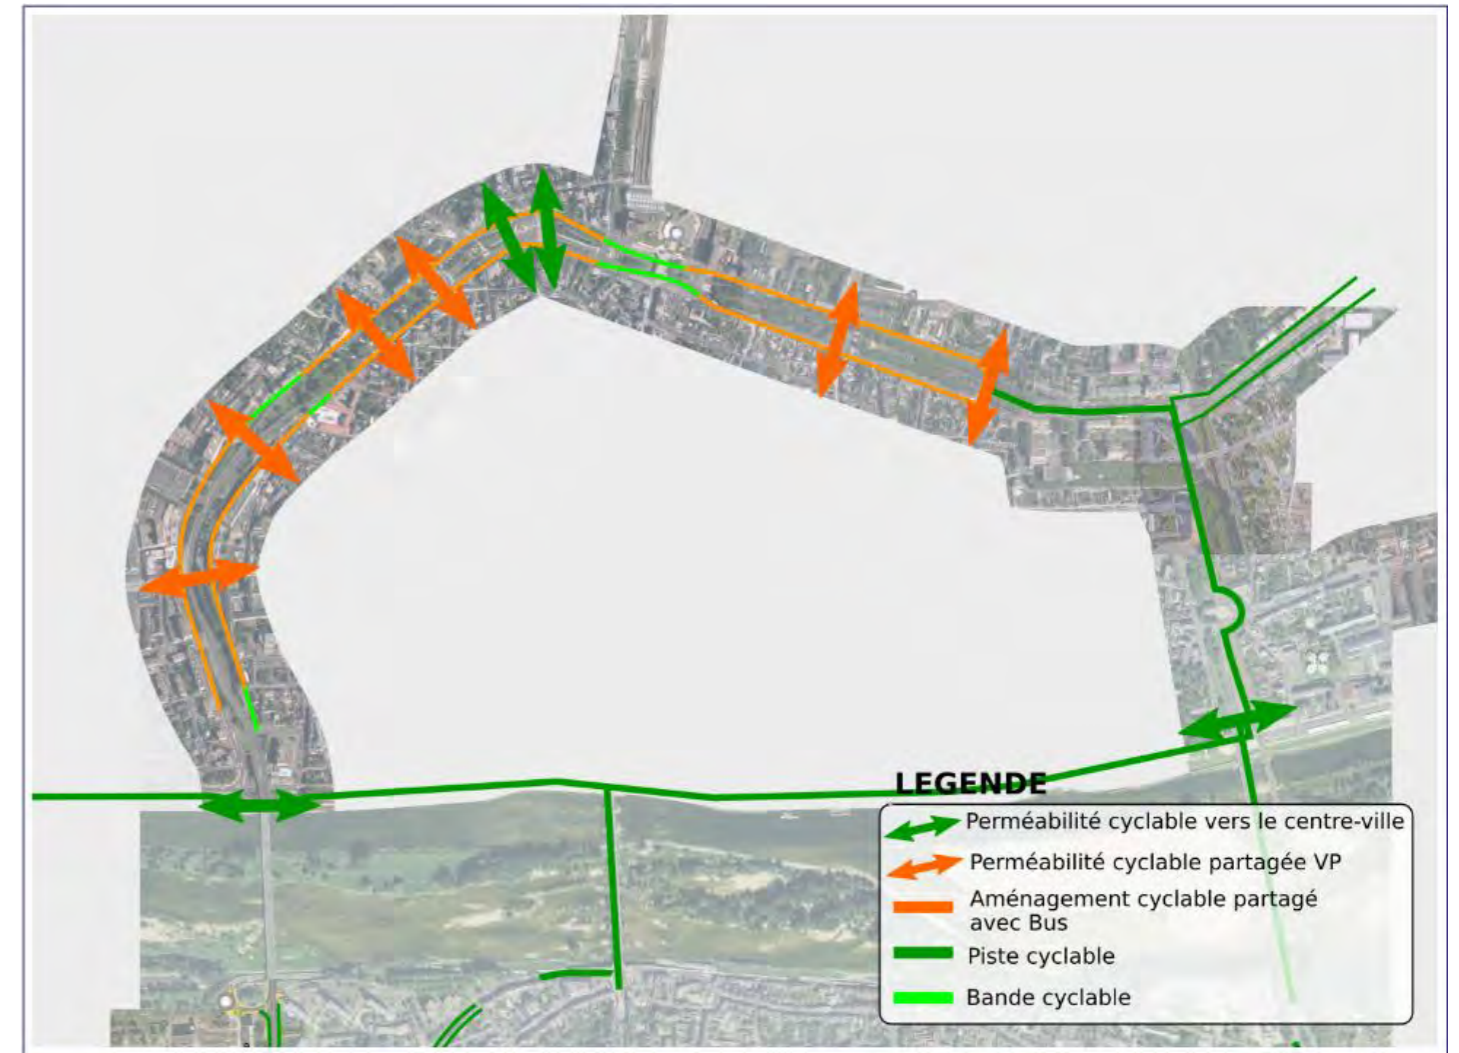 LEGENDE
Perméabilité cyclable vers le centre-ville
Perméabilité cyclable partagée VP
Aménagement cyclable partagé
avec Bus
Piste cyclable
Bande cyclable